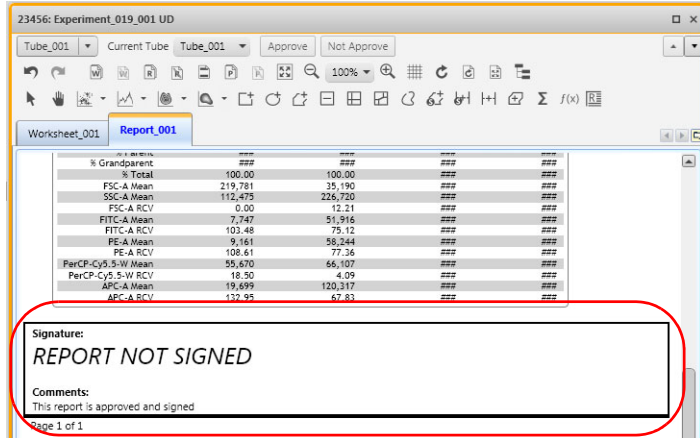 23456: Experiment_019_001 UD
Tube_001 Current Tube Tube_001 Approve Not Approve
100%
Σ f(x)
Worksheet_001 Report_001
% Parent ### ### ### ###
% Grandparent ### ### ### ###
% Total 100.00 100.00 ### ###
FSC-A Mean 219,781 35,190 ### ###
SSC-A Mean 112,475 226,720 ### ###
FSC-A RCV 0.00 12.21 ### ###
FITC-A Mean 7,747 51,916 ### ###
FITC-A RCV 103.48 75.12 ### ###
PE-A Mean 9,161 58,244 ### ###
PE-A RCV 108.61 77.36 ### ###
PerCP-Cy5.5-W Mean 55,670 66,107 ### ###
PerCP-Cy5.5-W RCV 18.50 4.09 ### ###
APC-A Mean 19,699 120,317 ### ###
APC-A RCV 132.95 67.83 ### ###
Signature:
REPORT NOT SIGNED
Comments:
This report is approved and signed
Page 1 of 1